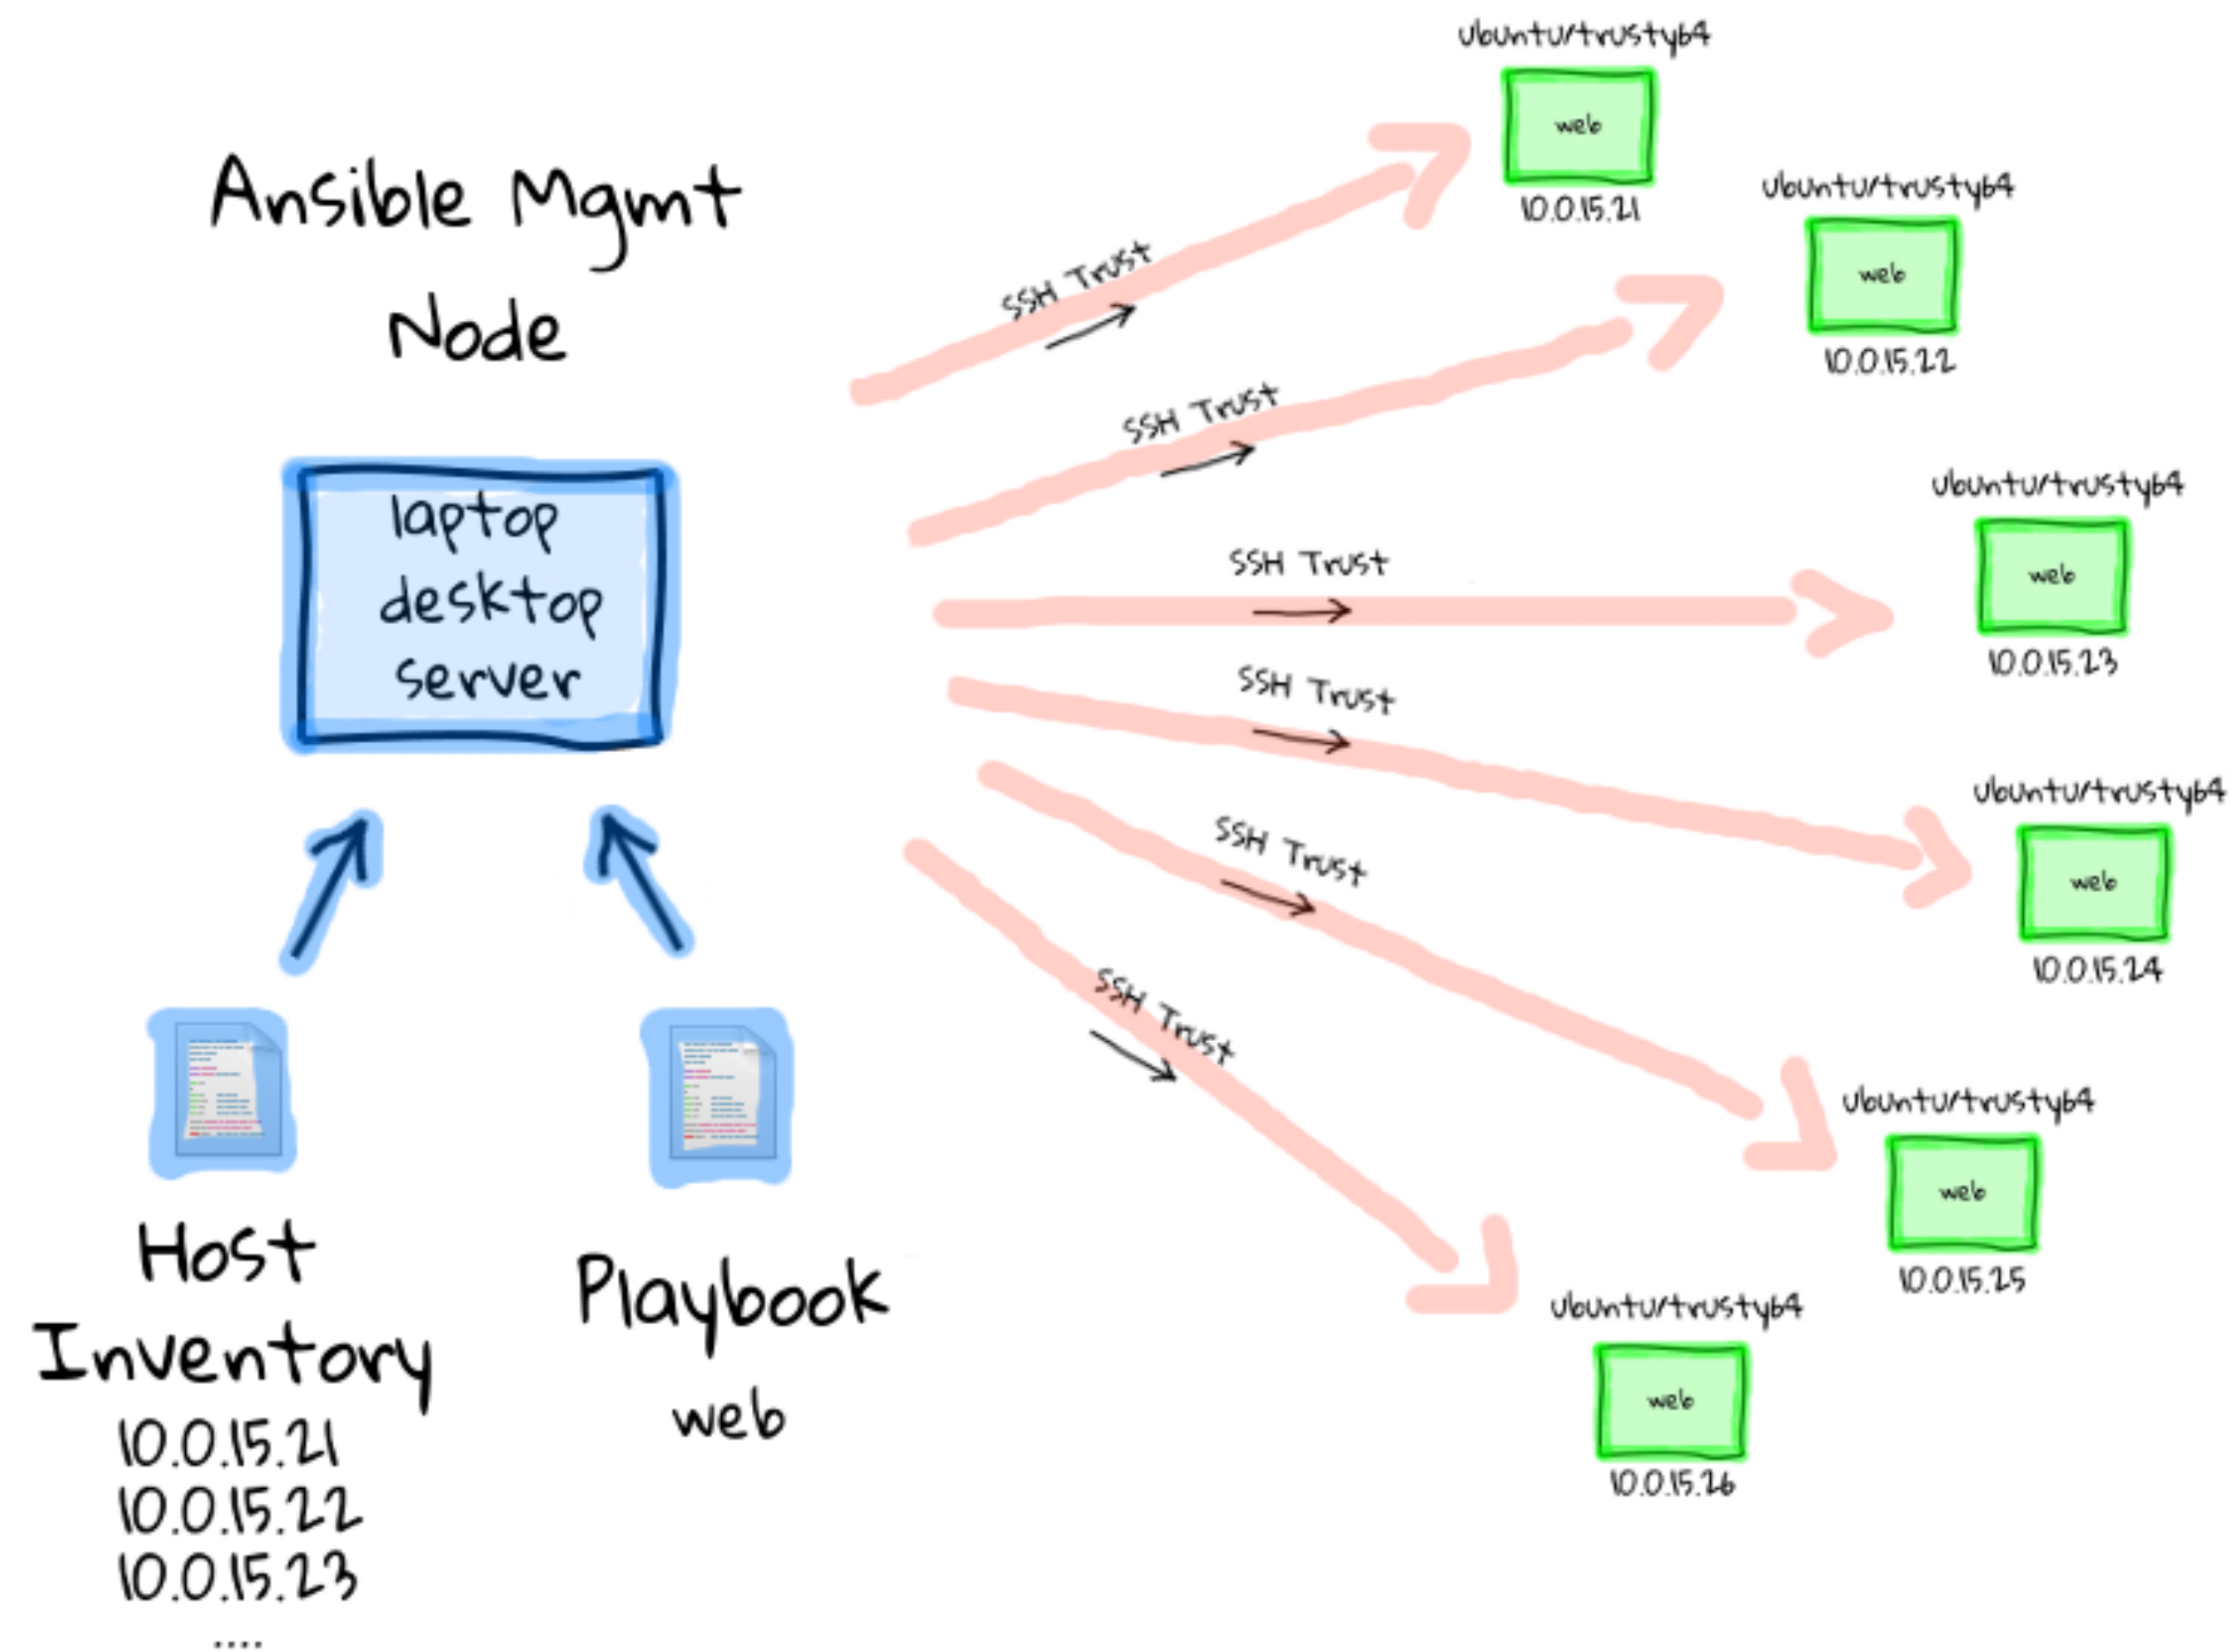 Ansible Mgmt
Node
laptop
desktop
server
Host
Inventory
10.0.15.21
10.0.15.22
10.0.15.23
....
Playbook
web
SSH Trust
SSH Trust
SSH Trust
SSH Trust
SSH Trust
SSH Trust
ubuntu/trusty64
web
10.0.15.21
ubuntu/trusty64
web
10.0.15.22
ubuntu/trusty64
web
10.0.15.23
ubuntu/trusty64
web
10.0.15.24
ubuntu/trusty64
web
10.0.15.25
ubuntu/trusty64
web
10.0.15.26